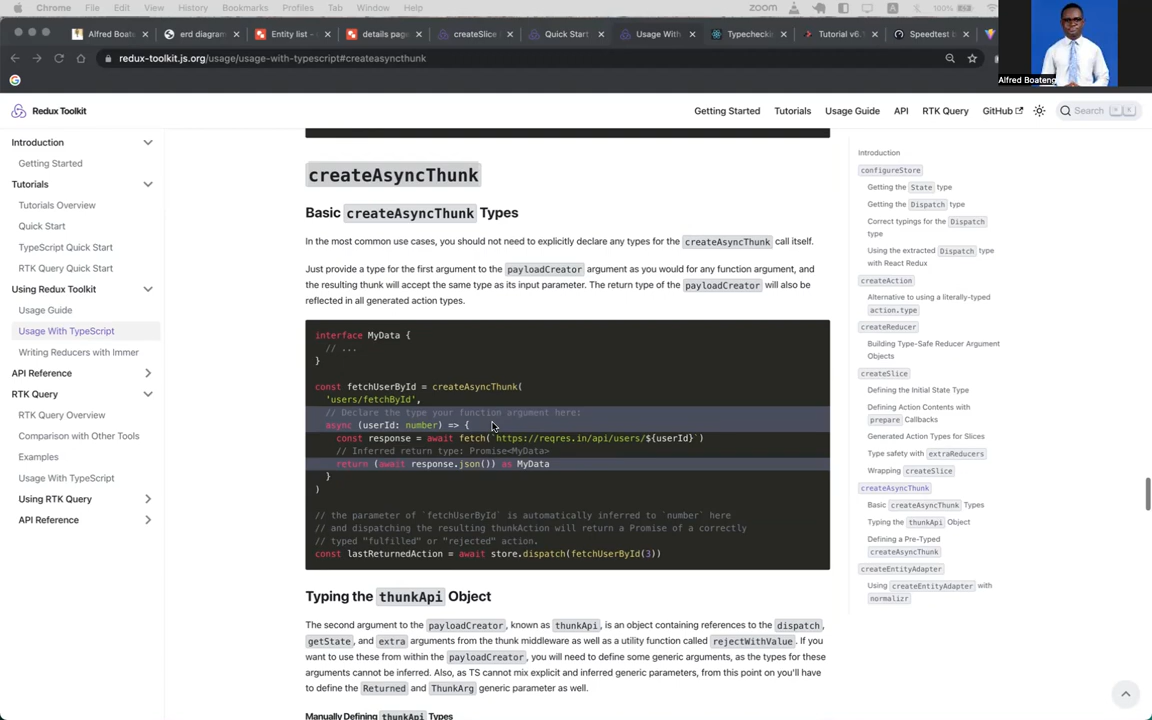 Chrome File Edit View History Bookmarks Profiles Tab Window Help
zoom A 100%
Alfred Boaten × erd diagram × Entity list - × details page × createSlice × Quick Start × Usage With × Typecheckin × Tutorial v6. × Speedtest b ×
redux-toolkit.js.org/usage/usage-with-typescript#createasyncthunk
Alfred Boateng
Redux Toolkit
Getting Started Tutorials Usage Guide API RTK Query GitHub Search
Introduction
Getting Started
Tutorials
Tutorials Overview
Quick Start
TypeScript Quick Start
RTK Query Quick Start
Using Redux Toolkit
Usage Guide
Usage With TypeScript
Writing Reducers with Immer
API Reference
RTK Query
RTK Query Overview
Comparison with Other Tools
Examples
Usage With TypeScript
Using RTK Query
API Reference
createAsyncThunk
Basic createAsyncThunk Types
In the most common use cases, you should not need to explicitly declare any types for the createAsyncThunk call itself.
Just provide a type for the first argument to the payloadCreator argument as you would for any function argument, and
the resulting thunk will accept the same type as its input parameter. The return type of the payloadCreator will also be
reflected in all generated action types.
interface MyData {
// ...
}
const fetchUserById = createAsyncThunk(
'users/fetchById',
// Declare the type your function argument here:
async (userId: number) => {
const response = await fetch(`https://reqres.in/api/users/${userId}`)
// Inferred return type: Promise<MyData>
return (await response.json()) as MyData
}
)
// the parameter of `fetchUserById` is automatically inferred to `number` here
// and dispatching the resulting thunkAction will return a Promise of a correctly
// typed "fulfilled" or "rejected" action.
const lastReturnedAction = await store.dispatch(fetchUserById(3))
Typing the thunkApi Object
The second argument to the payloadCreator, known as thunkApi, is an object containing references to the dispatch,
getState, and extra arguments from the thunk middleware as well as a utility function called rejectWithValue. If you
want to use these from within the payloadCreator, you will need to define some generic arguments, as the types for these
arguments cannot be inferred. Also, as TS cannot mix explicit and inferred generic parameters, from this point on you'll have
to define the Returned and ThunkArg generic parameter as well.
Manually Defining thunkApi Types
Introduction
configureStore
Getting the State type
Getting the Dispatch type
Correct typings for the Dispatch
type
Using the extracted Dispatch type
with React Redux
createAction
Alternative to using a literally-typed
action.type
createReducer
Building Type-Safe Reducer Argument
Objects
createSlice
Defining the Initial State Type
Defining Action Contents with
prepare Callbacks
Generated Action Types for Slices
Type safety with extraReducers
Wrapping createSlice
createAsyncThunk
Basic createAsyncThunk Types
Typing the thunkApi Object
Defining a Pre-Typed
createAsyncThunk
createEntityAdapter
Using createEntityAdapter with
normalizr